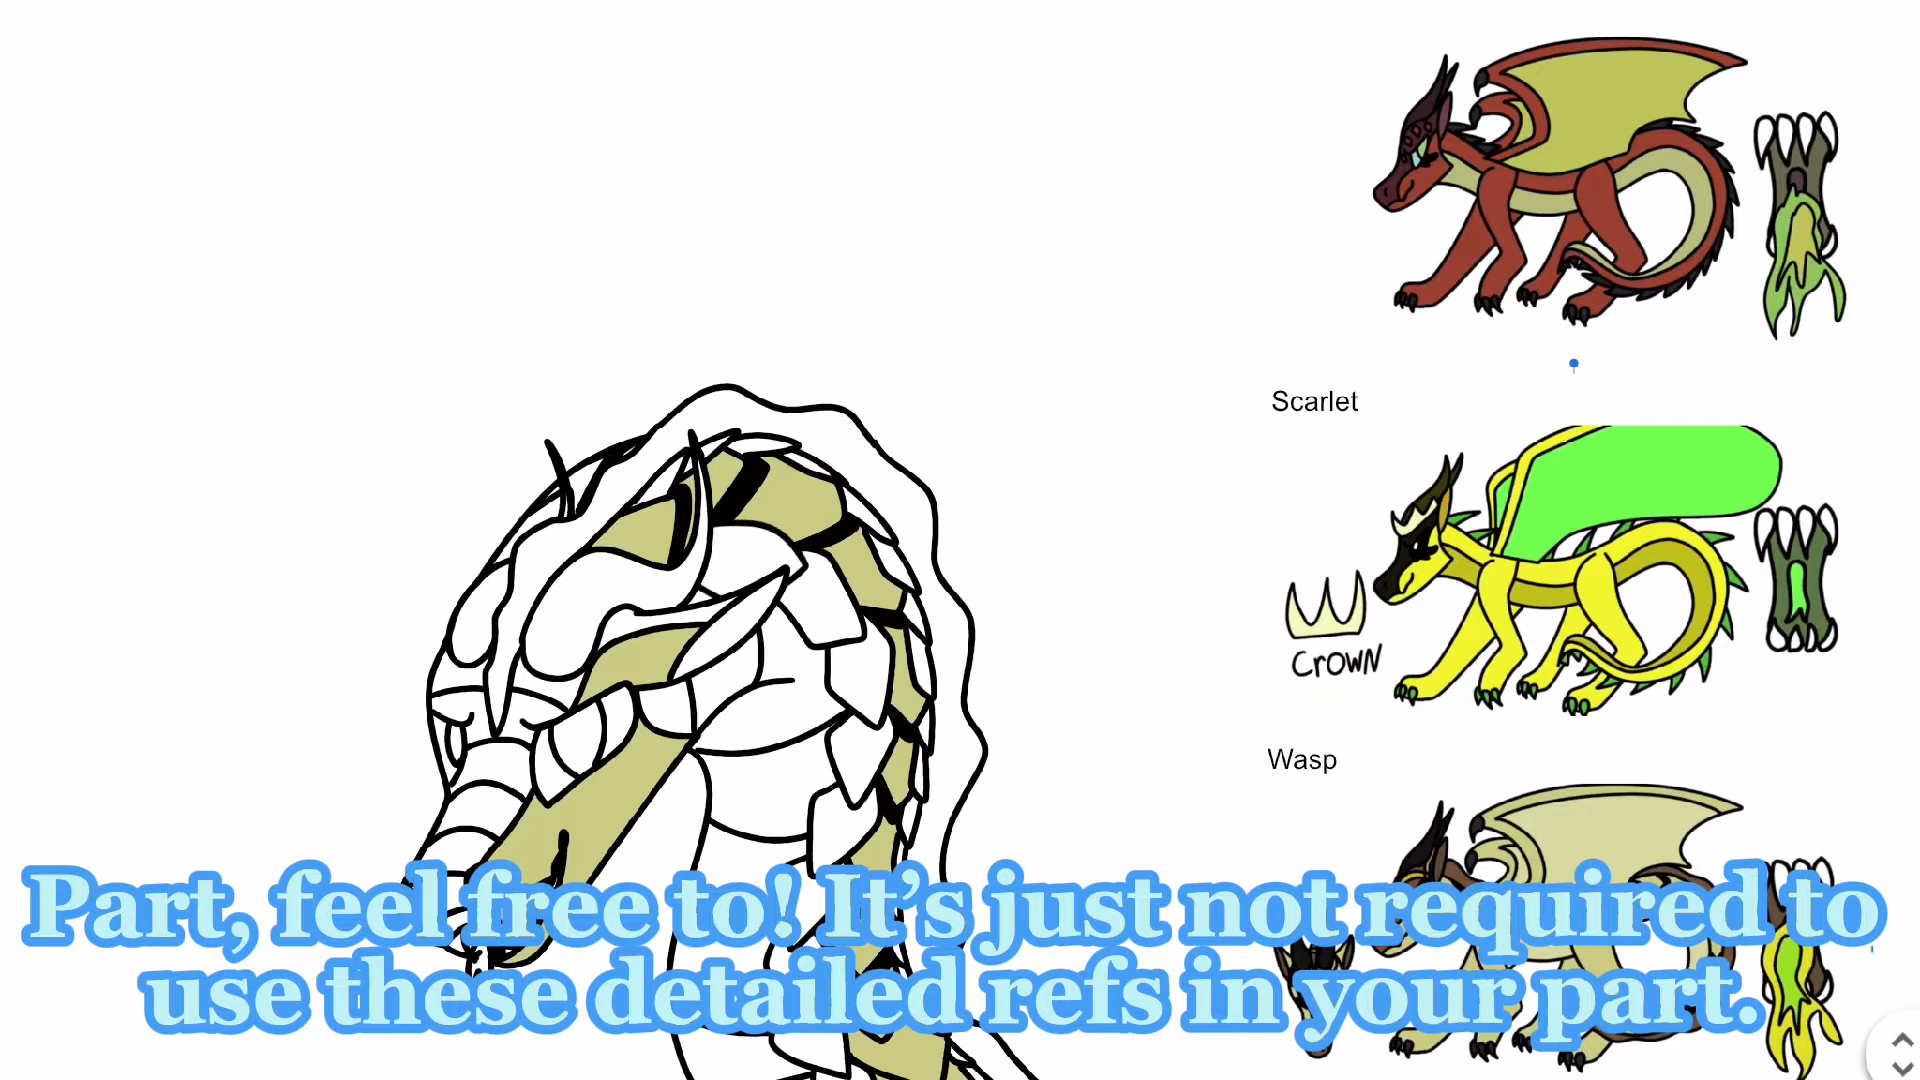 Scarlet
CROWN
Wasp
Part, feel free to! It’s just not required to
use these detailed refs in your part.